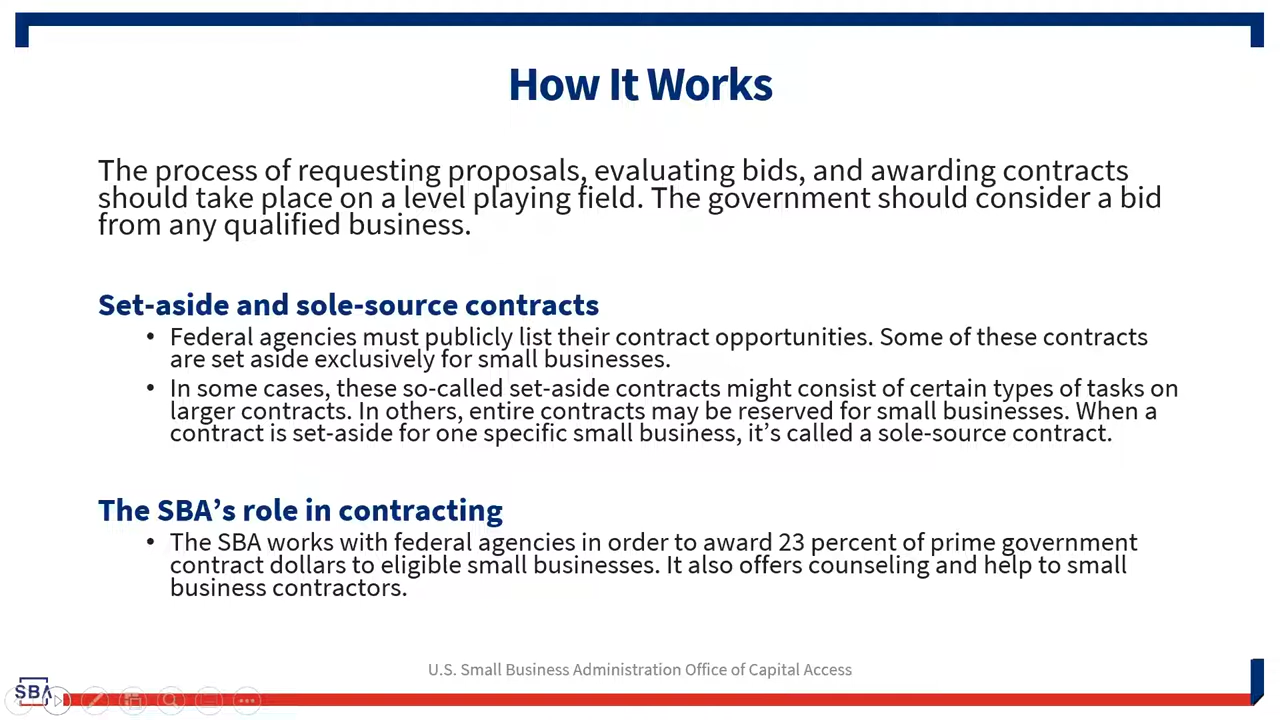 How It Works
The process of requesting proposals, evaluating bids, and awarding contracts
should take place on a level playing field. The government should consider a bid
from any qualified business.
Set-aside and sole-source contracts
• Federal agencies must publicly list their contract opportunities. Some of these contracts
are set aside exclusively for small businesses.
• In some cases, these so-called set-aside contracts might consist of certain types of tasks on
larger contracts. In others, entire contracts may be reserved for small businesses. When a
contract is set-aside for one specific small business, it’s called a sole-source contract.
The SBA’s role in contracting
• The SBA works with federal agencies in order to award 23 percent of prime government
contract dollars to eligible small businesses. It also offers counseling and help to small
business contractors.
U.S. Small Business Administration Office of Capital Access
SBA